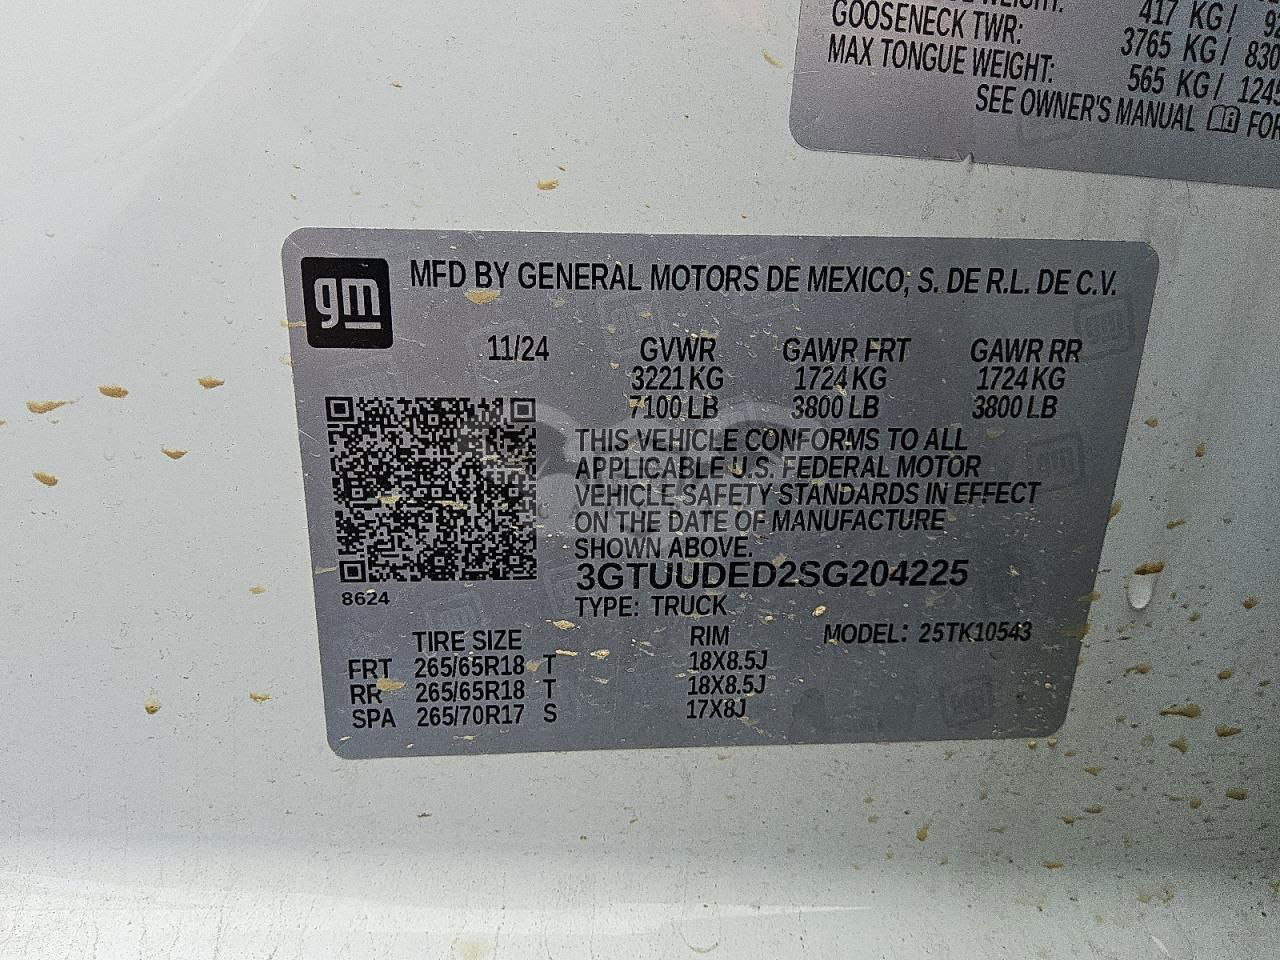 417 KG/
GOOSENECK TWR: 3765 KG/ 830
MAX TONGUE WEIGHT: 565 KG/ 1245
SEE OWNER'S MANUAL FOR
gm
MFD BY GENERAL MOTORS DE MEXICO, S. DE R.L. DE C.V.
11/24 GVWR GAWR FRT GAWR RR
3221 KG 1724 KG 1724 KG
7100 LB 3800 LB 3800 LB
THIS VEHICLE CONFORMS TO ALL
APPLICABLE U.S. FEDERAL MOTOR
VEHICLE SAFETY STANDARDS IN EFFECT
ON THE DATE OF MANUFACTURE
SHOWN ABOVE.
3GTUUDED2SG204225
8624
TYPE: TRUCK
TIRE SIZE RIM MODEL: 25TK10543
FRT 265/65R18 T 18X8.5J
RR 265/65R18 T 18X8.5J
SPA 265/70R17 S 17X8J